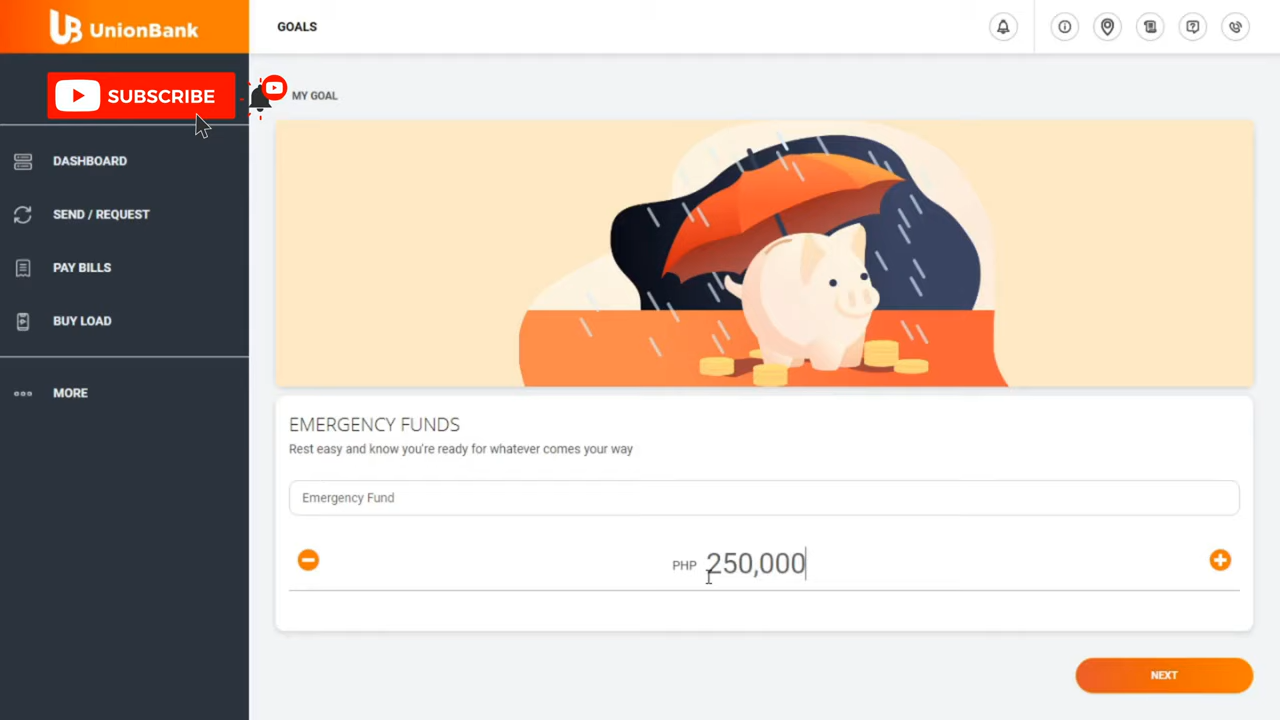 UB UnionBank
GOALS
SUBSCRIBE
MY GOAL
DASHBOARD
SEND / REQUEST
PAY BILLS
BUY LOAD
MORE
EMERGENCY FUNDS
Rest easy and know you're ready for whatever comes your way
Emergency Fund
PHP 250,000
NEXT